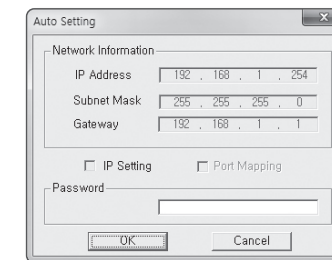 Auto Setting
Network Information
IP Address 192 . 168 . 1 . 254
Subnet Mask 255 . 255 . 255 . 0
Gateway 192 . 168 . 1 . 1
IP Setting Port Mapping
Password
OK Cancel